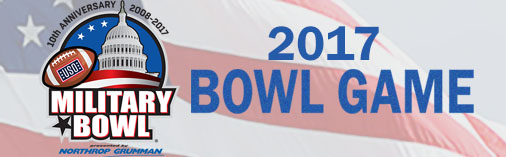 10th ANNIVERSARY 2008-2017
USO
MILITARY
BOWL®
presented by
NORTHROP GRUMMAN
2017
BOWL GAME